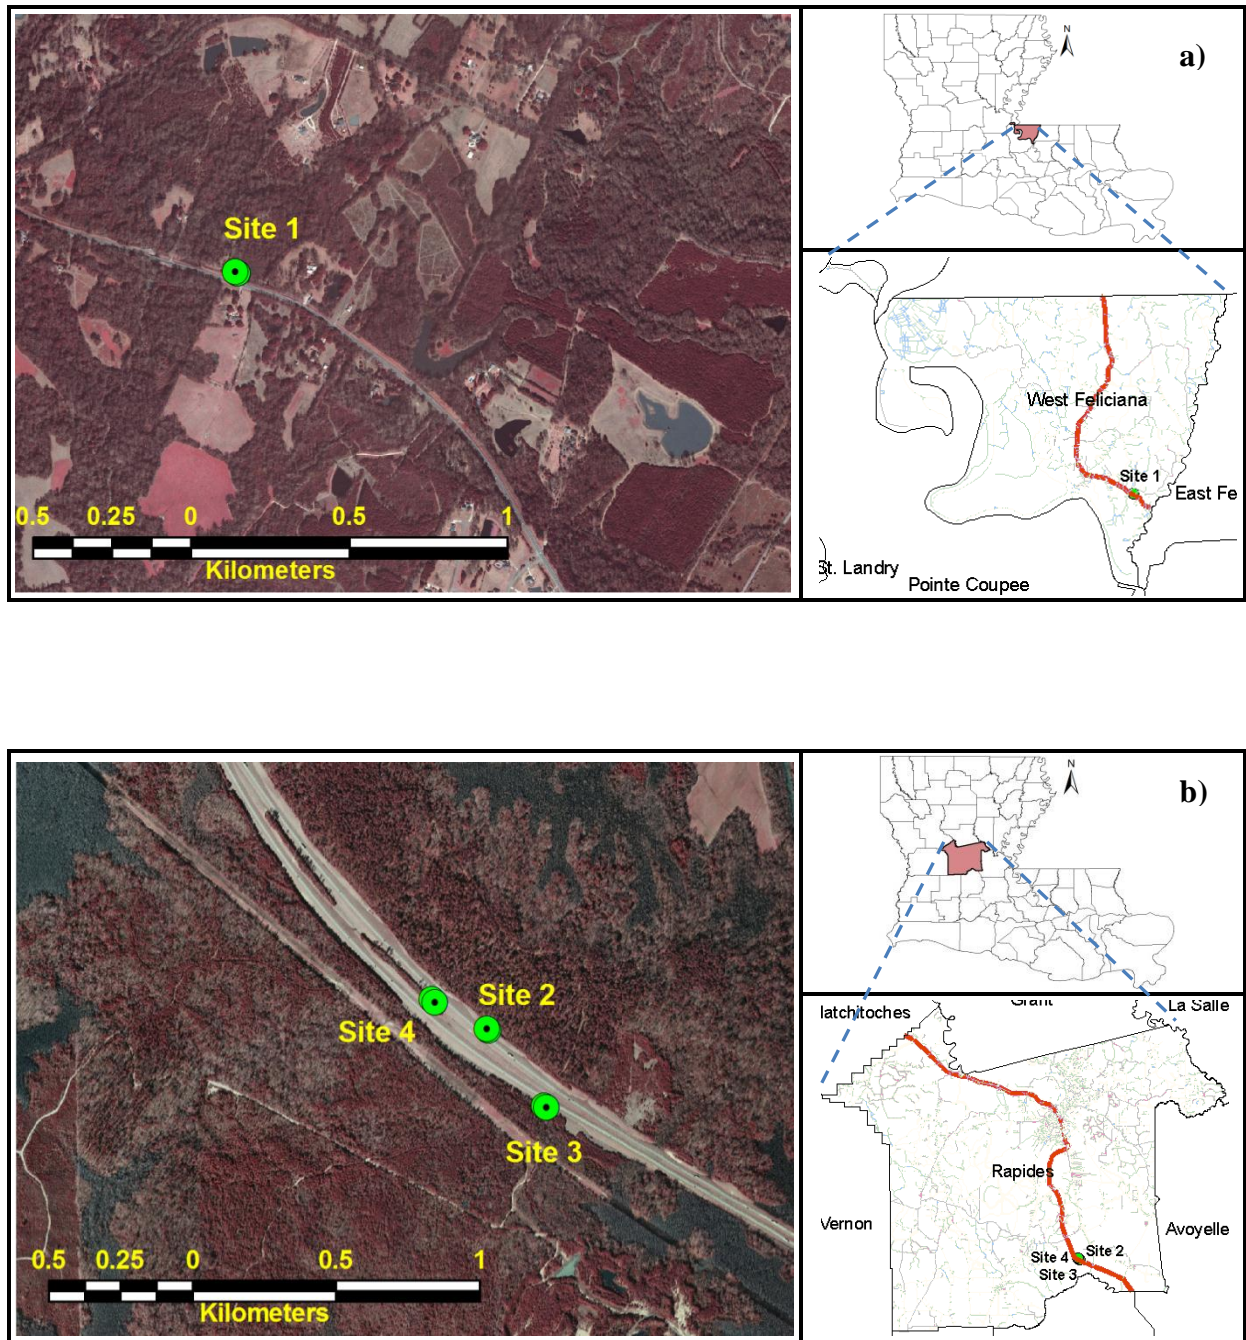 N
a)
Site 1
West Feliciana
Site 1
East Fe
0.5 0.25 0 0.5 1
Kilometers
St. Landry
Pointe Coupee
N
b)
Site 2
Site 4
Site 3
latchitoches
Grant
La Salle
Rapides
Vernon
Avoyelle
Site 4
Site 2
Site 3
0.5 0.25 0 0.5 1
Kilometers